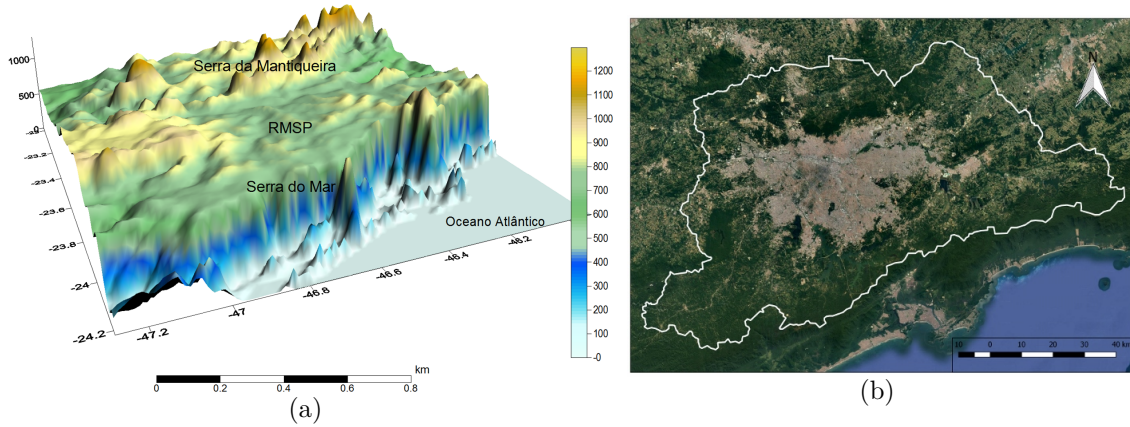 1000
500
-0
-23.2
-23.4
-23.6
-23.8
-24
-24.2
Serra da Mantiqueira
RMSP
Serra do Mar
Oceano Atlântico
-47.2
-47
-46.8
-46.6
-46.4
-46.2
1200
1100
1000
900
800
700
600
500
400
300
200
100
-0
km
0 0.2 0.4 0.6 0.8
(a)
N
10 0 10 20 30 40 km
(b)